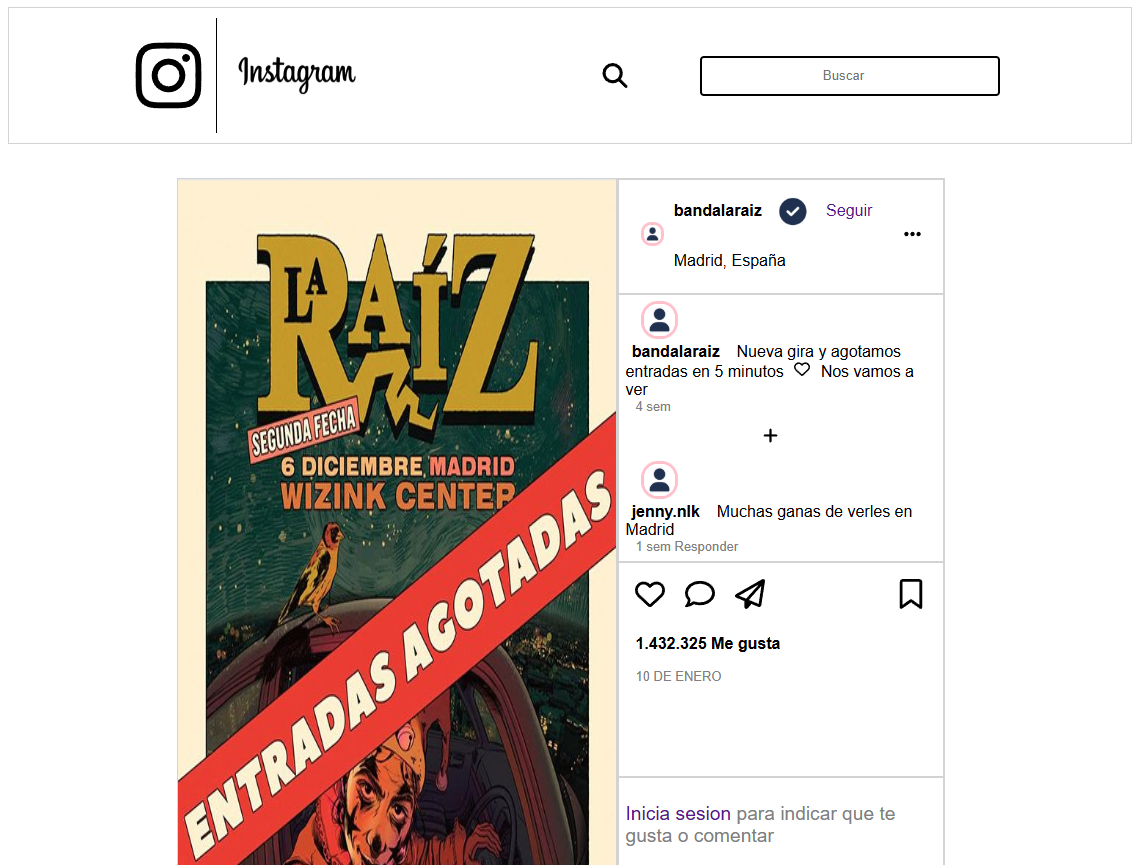 Instagram
Buscar
LA RAÍZ
SEGUNDA FECHA
6 DICIEMBRE, MADRID
WIZINK CENTER
ENTRADAS AGOTADAS
bandalaraiz Seguir
Madrid, España
bandalaraiz Nueva gira y agotamos
entradas en 5 minutos Nos vamos a
ver
4 sem
jenny.nlk Muchas ganas de verles en
Madrid
1 sem Responder
1.432.325 Me gusta
10 DE ENERO
Inicia sesion para indicar que te
gusta o comentar